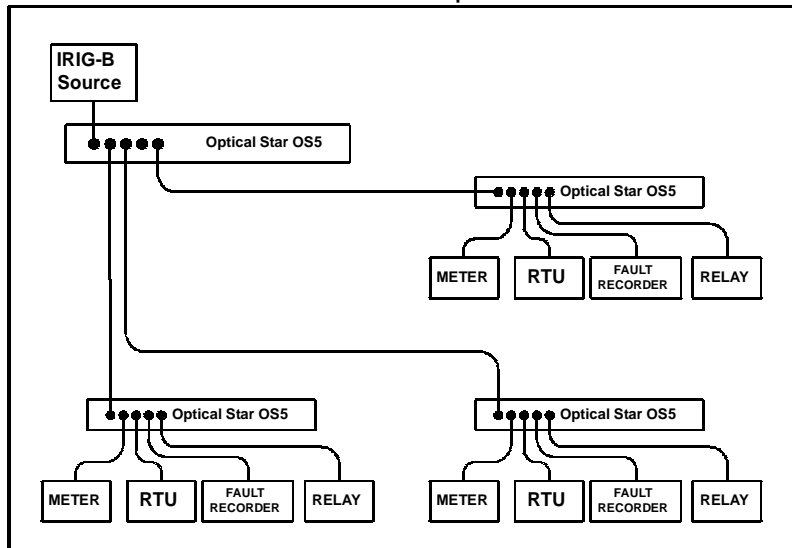 IRIG-B
Source
Optical Star OS5
Optical Star OS5
METER
RTU
FAULT
RECORDER
RELAY
Optical Star OS5
METER
RTU
FAULT
RECORDER
RELAY
Optical Star OS5
METER
RTU
FAULT
RECORDER
RELAY